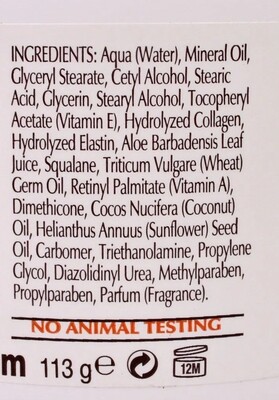 INGREDIENTS: Aqua (Water), Mineral Oil,
Glyceryl Stearate, Cetyl Alcohol, Stearic
Acid, Glycerin, Stearyl Alcohol, Tocopheryl
Acetate (Vitamin E), Hydrolyzed Collagen,
Hydrolyzed Elastin, Aloe Barbadensis Leaf
Juice, Squalane, Triticum Vulgare (Wheat)
Germ Oil, Retinyl Palmitate (Vitamin A),
Dimethicone, Cocos Nucifera (Coconut)
Oil, Helianthus Annuus (Sunflower) Seed
Oil, Carbomer, Triethanolamine, Propylene
Glycol, Diazolidinyl Urea, Methylparaben,
Propylparaben, Parfum (Fragrance).
NO ANIMAL TESTING
m 113 g℮ 12M